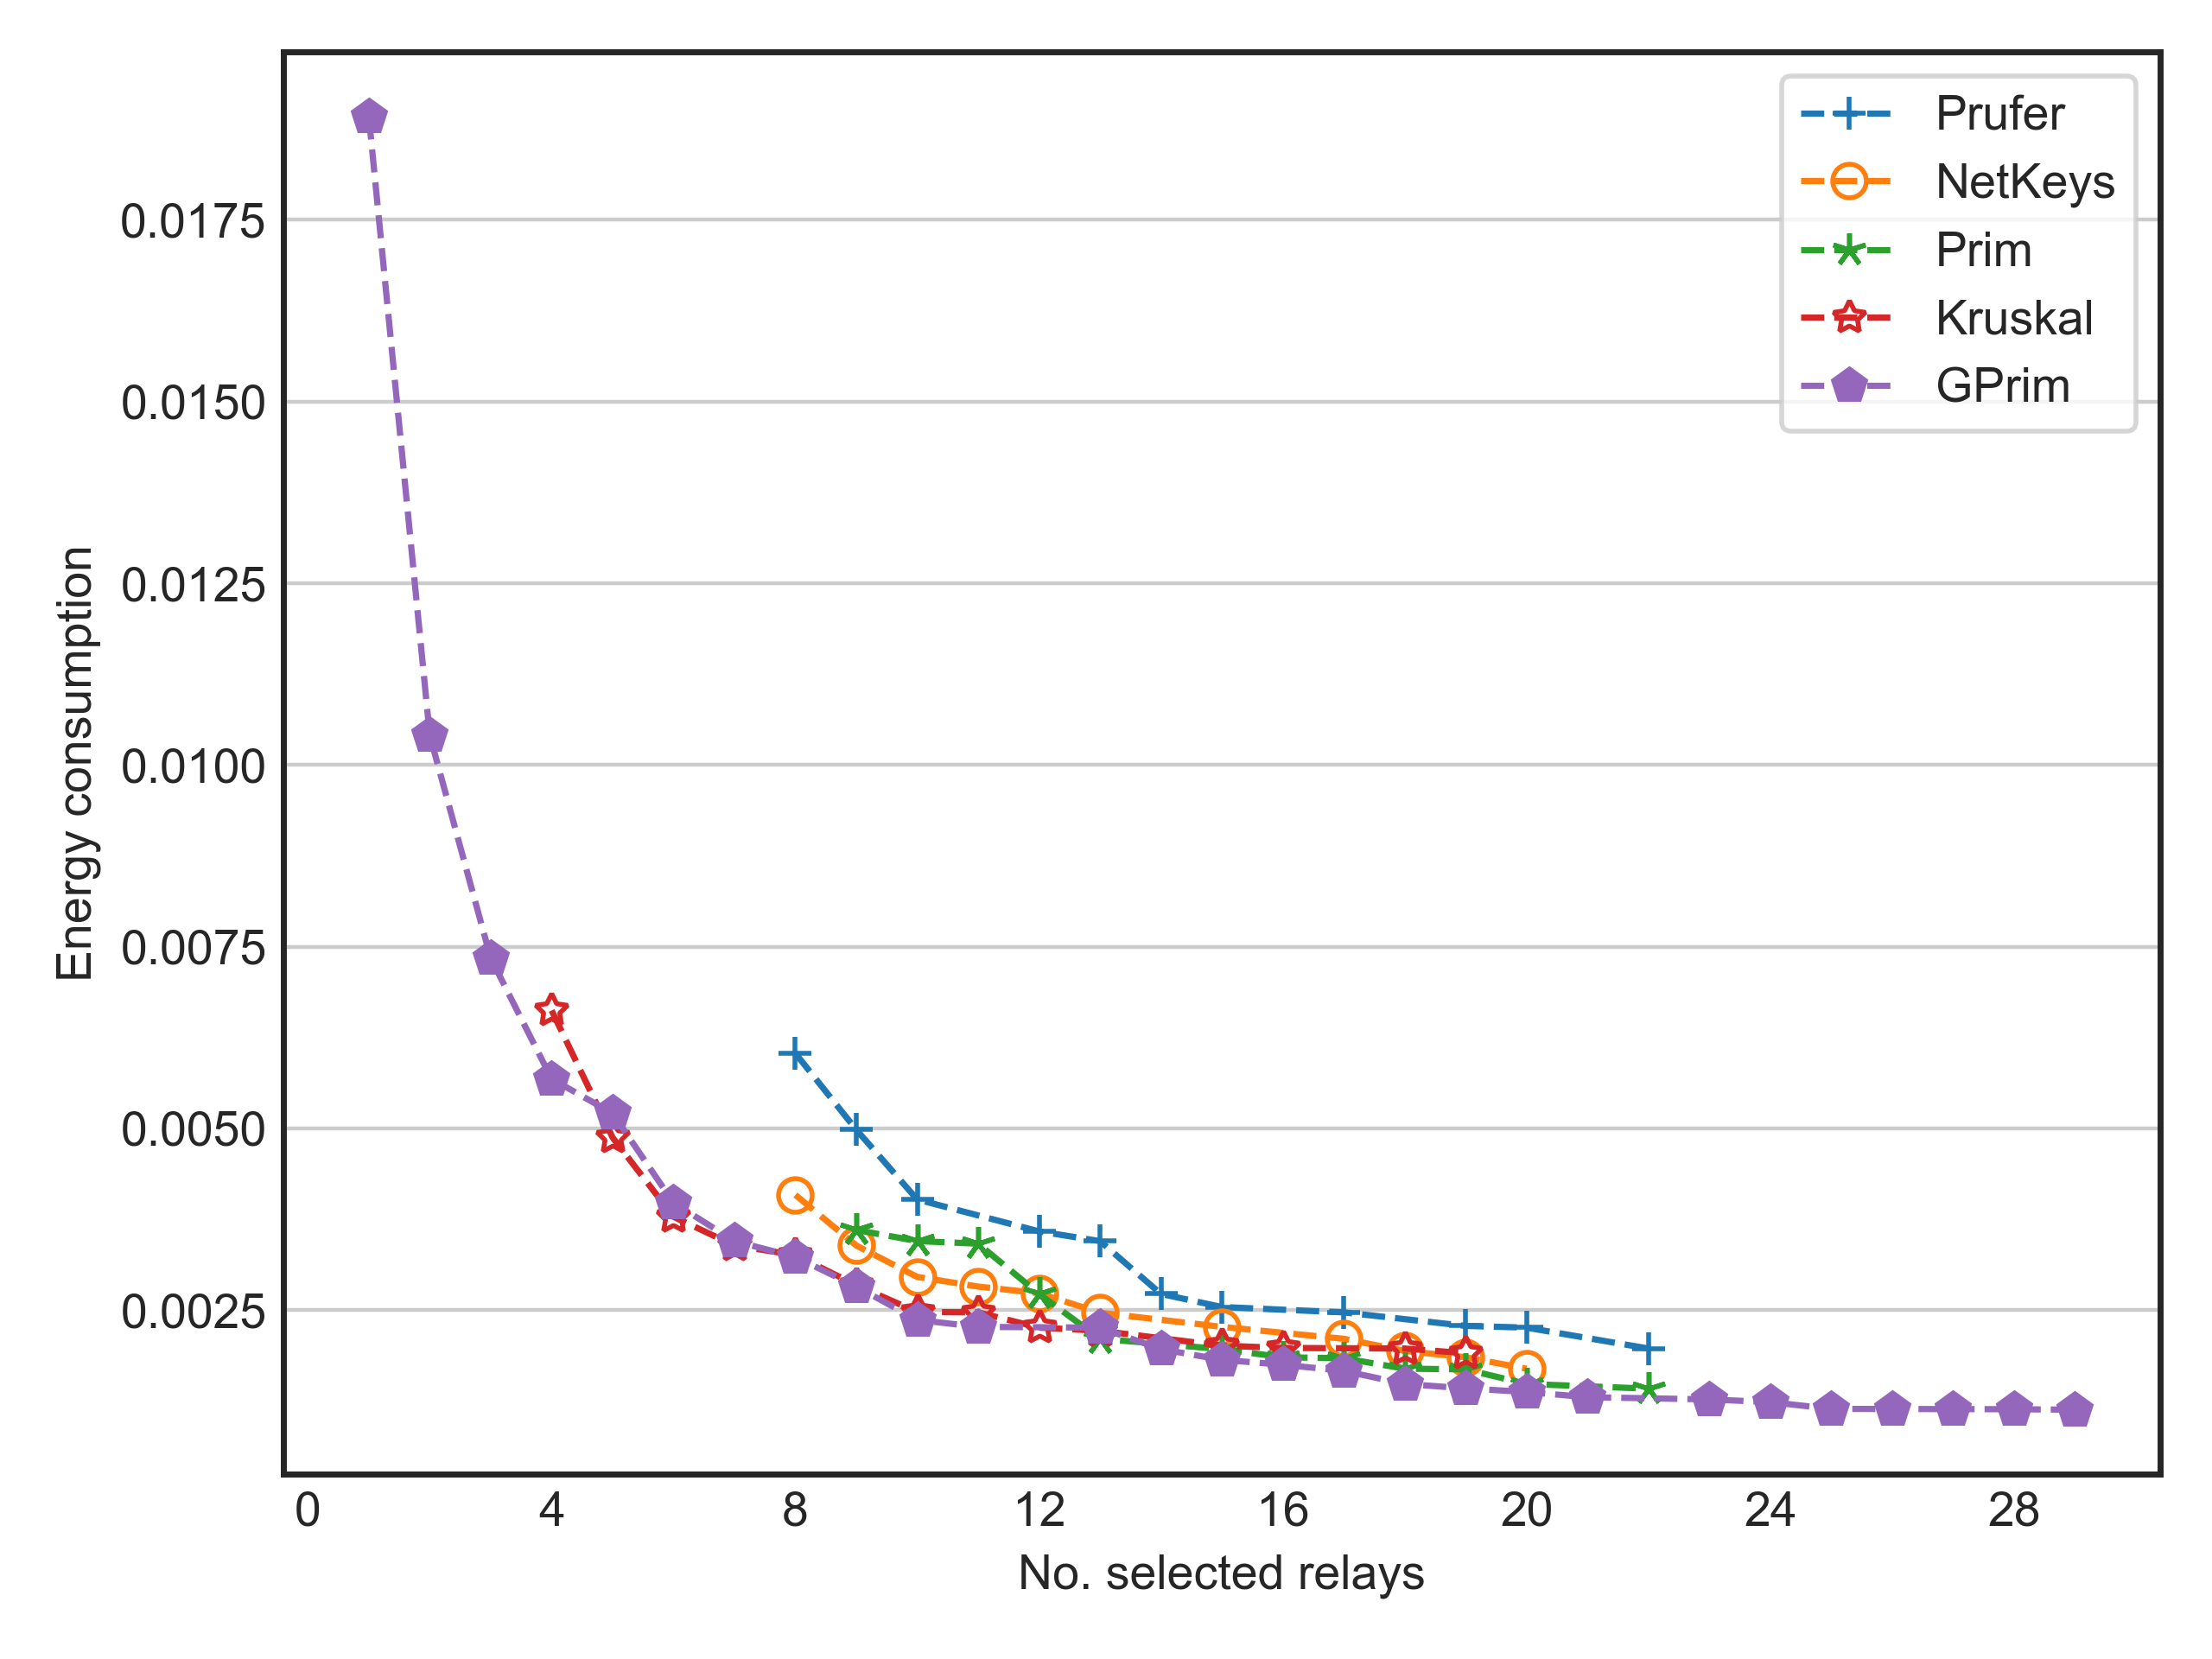 Prufer
NetKeys
Prim
Kruskal
GPrim
0.0175
0.0150
0.0125
0.0100
0.0075
0.0050
0.0025
Energy consumption
0 4 8 12 16 20 24 28
No. selected relays